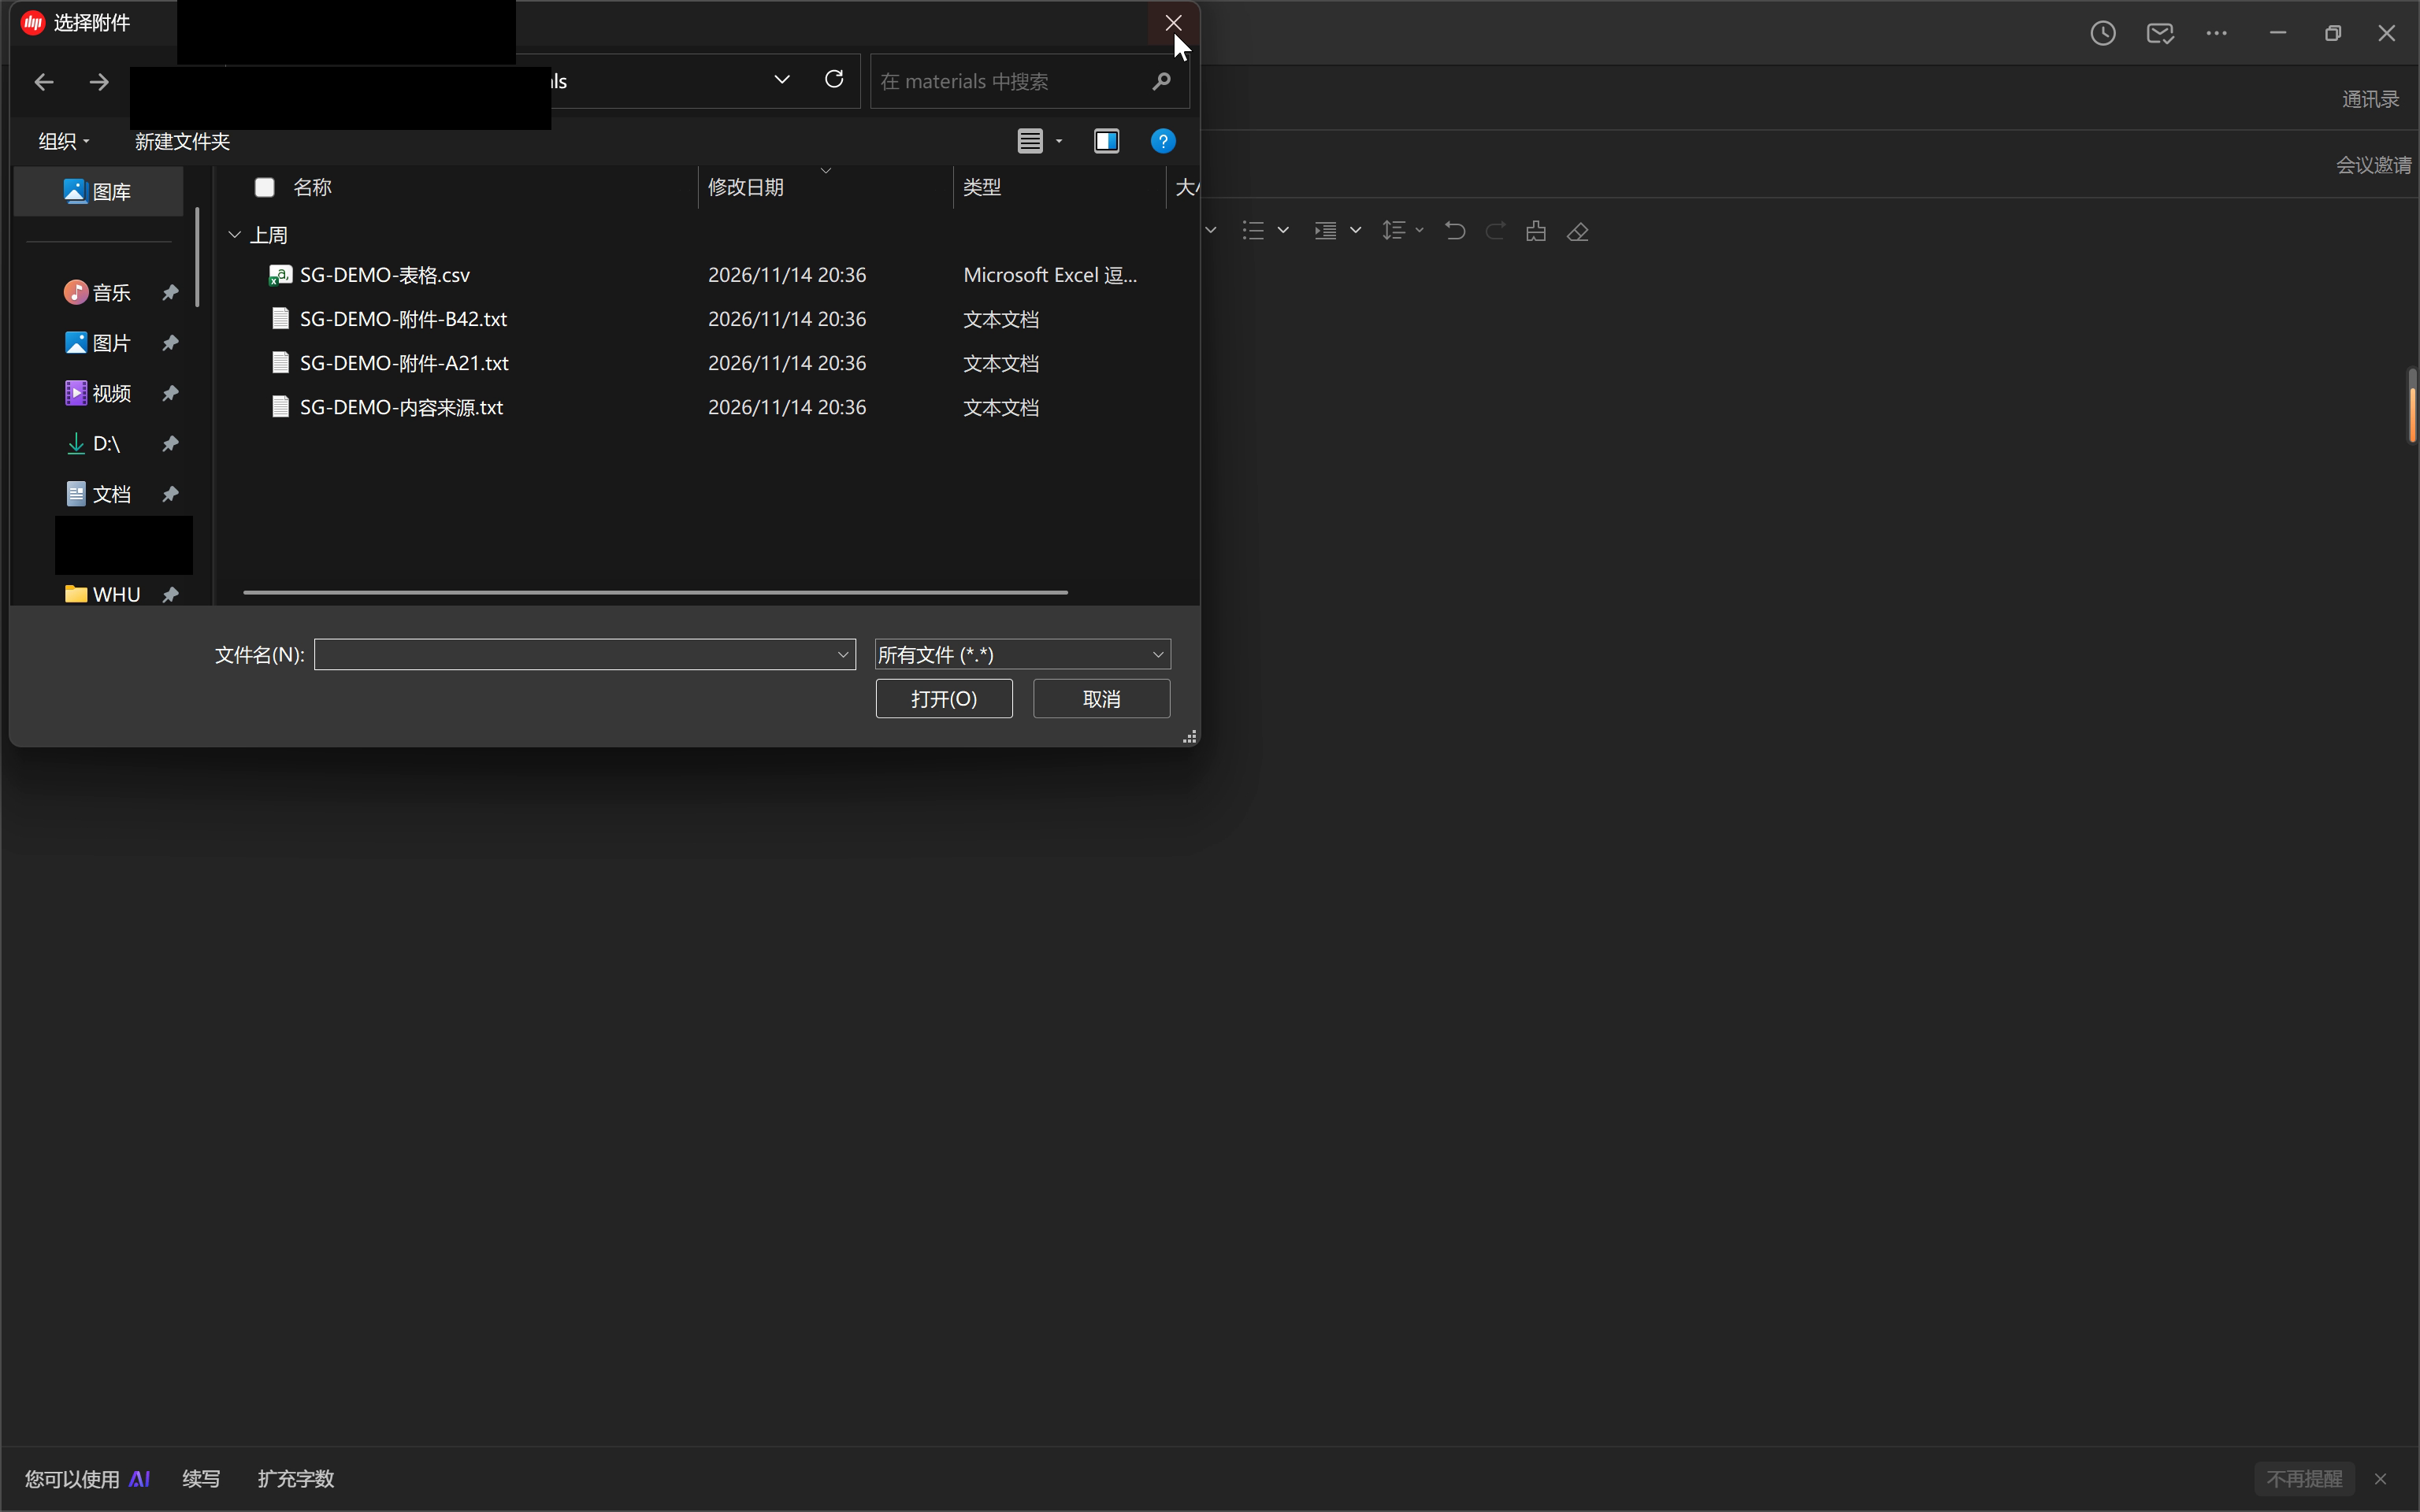 选择附件
ls
在 materials 中搜索
通讯录
组织
新建文件夹
会议邀请
图库
名称
修改日期
类型
上周
SG-DEMO-表格.csv 2026/11/14 20:36 Microsoft Excel 逗...
SG-DEMO-附件-B42.txt 2026/11/14 20:36 文本文档
SG-DEMO-附件-A21.txt 2026/11/14 20:36 文本文档
SG-DEMO-内容来源.txt 2026/11/14 20:36 文本文档
音乐
图片
视频
D:\
文档
WHU
文件名(N):
所有文件 (*.*)
打开(O)
取消
您可以使用 AI 续写 扩充字数
不再提醒